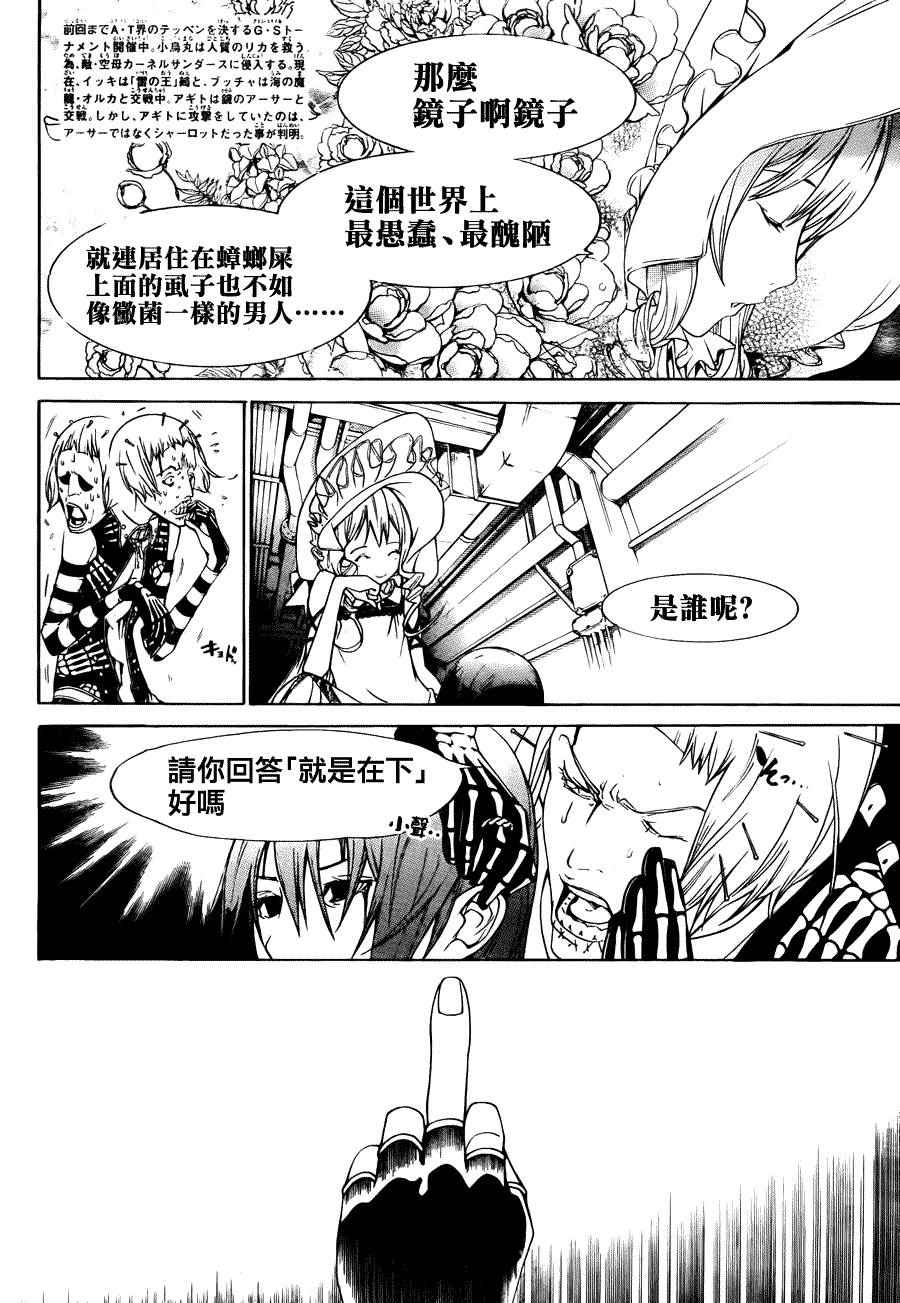 前回までA・T界のテッペンを決するG・Sトー
ナメント開催中。小烏丸は人質のリカを救う
為、敵・空母カーネルサンダースに侵入する。現
在、イッキは「雷の王」&とブッチャは海の魔
龍・オルカと交戦中。アギトは鏡のアーサーと
交戦。しかし、アギトに攻撃をしていたのは、
アーサーではなくシャーロットだった事が判明。
那麼
鏡子啊鏡子
這個世界上
最愚蠢、最醜陋
就連居住在蟑螂屎
上面的虱子也不如
像黴菌一樣的男人……
是誰呢?
キョド。
請你回答「就是在下」
好嗎
小聲..
そっ…